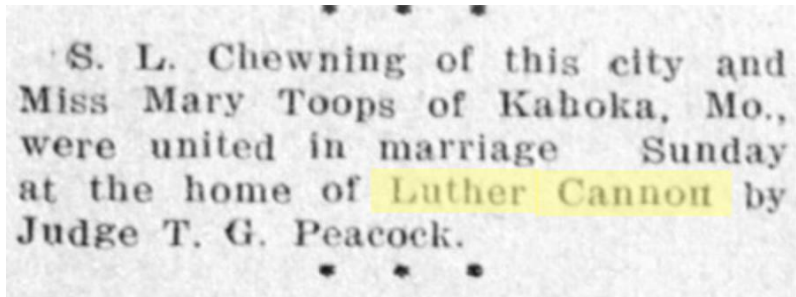 S. L. Chewning of this city and
Miss Mary Toops of Kahoka, Mo.,
were united in marriage Sunday
at the home of Luther Cannon by
Judge T. G. Peacock.